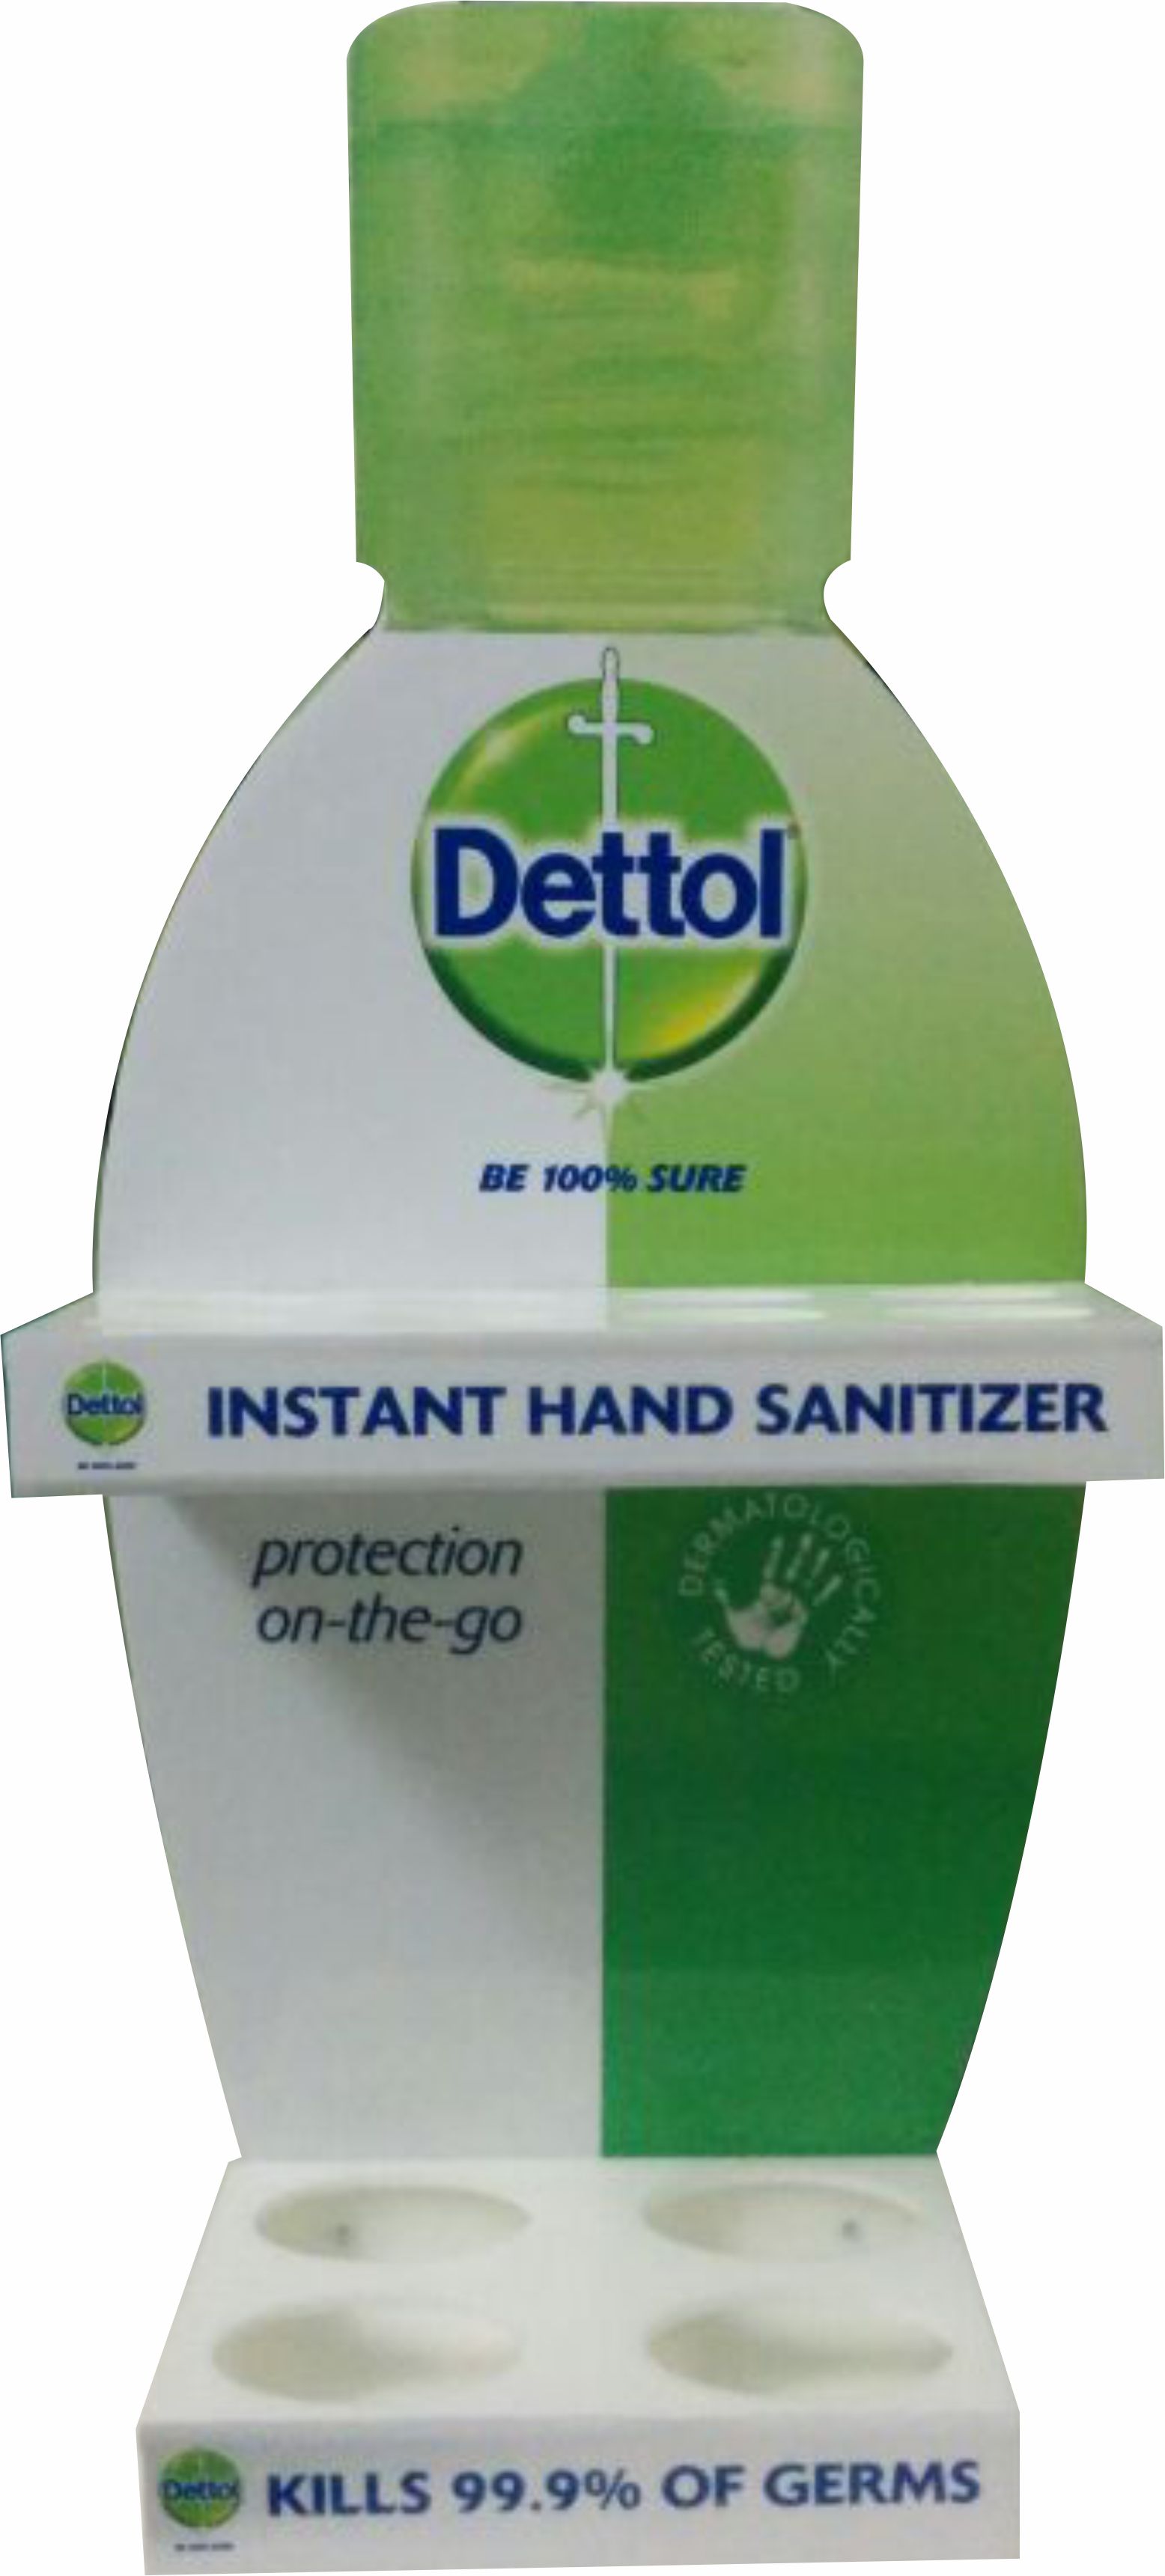 Dettol
BE 100% SURE
Dettol
INSTANT HAND SANITIZER
protection
on-the-go
DERMATOLOGICALLY
TESTED
Dettol
KILLS 99.9% OF GERMS